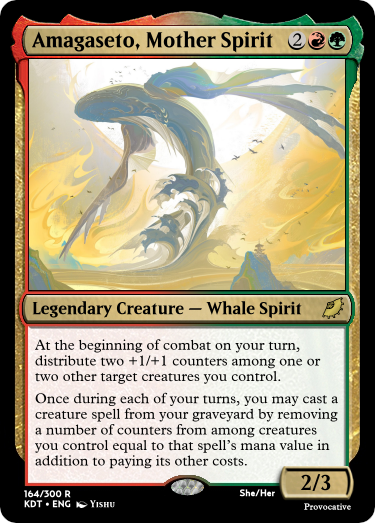 Amagaseto, Mother Spirit 2
Legendary Creature — Whale Spirit
At the beginning of combat on your turn,
distribute two +1/+1 counters among one or
two other target creatures you control.
Once during each of your turns, you may cast a
creature spell from your graveyard by removing
a number of counters from among creatures
you control equal to that spell's mana value in
addition to paying its other costs.
2/3
164/300 R
She/Her
KDT • ENG Yishu
Provocative